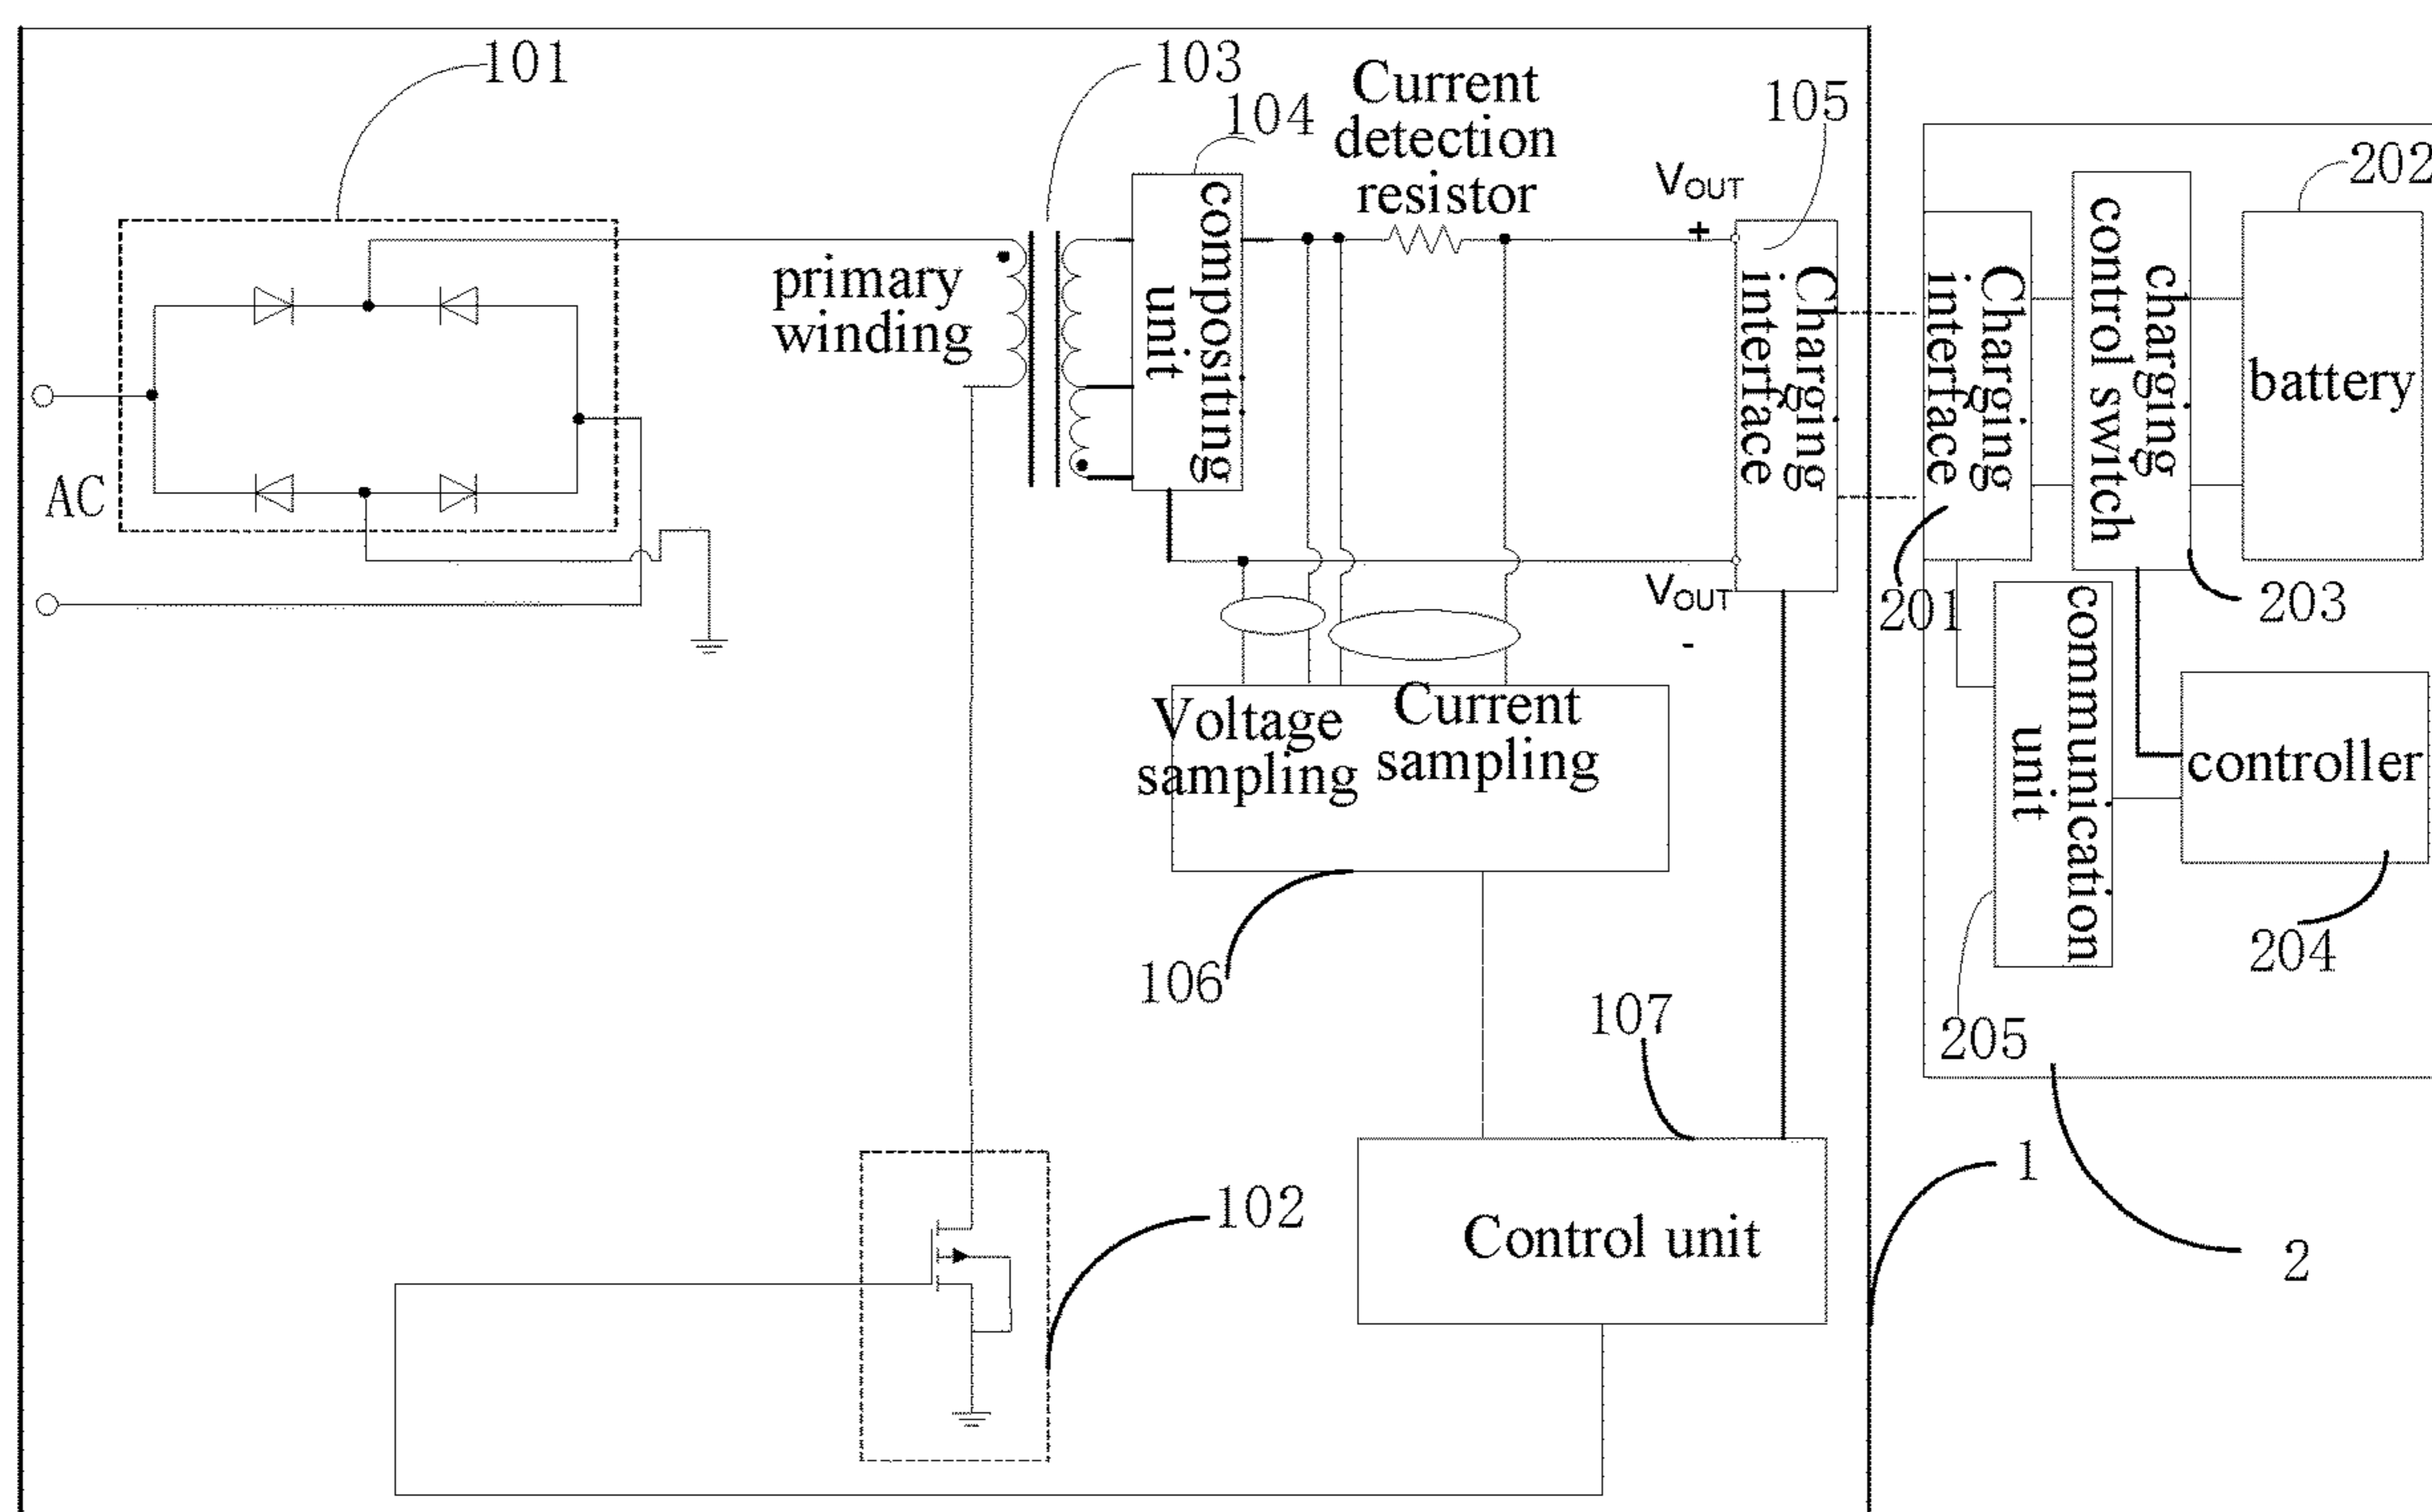 101
103
104
Current
detection
resistor
105
VOUT
+
202
primary
winding
compositing
unit
Charging
interface
Charging
interface
charging
control switch
battery
AC
VOUT
-
201
203
Voltage
sampling
Current
sampling
communication
unit
controller
106
107
204
205
1
102
Control unit
2